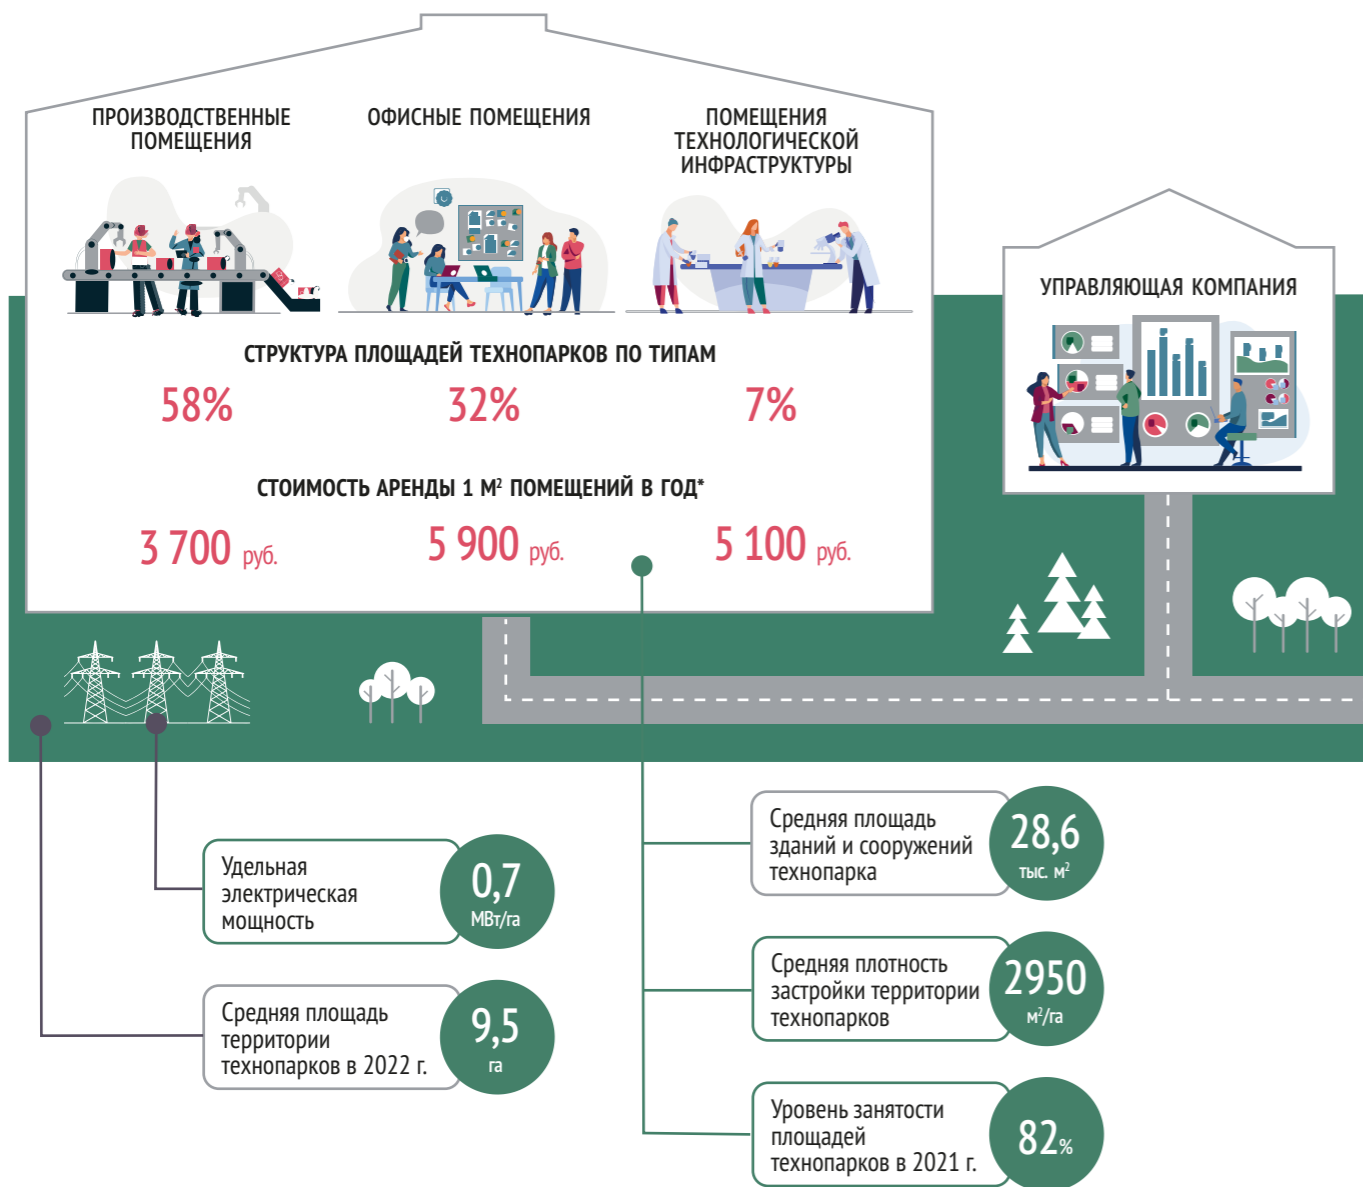 ПРОИЗВОДСТВЕННЫЕ
ПОМЕЩЕНИЯ
ОФИСНЫЕ ПОМЕЩЕНИЯ
ПОМЕЩЕНИЯ
ТЕХНОЛОГИЧЕСКОЙ
ИНФРАСТРУКТУРЫ
СТРУКТУРА ПЛОЩАДЕЙ ТЕХНОПАРКОВ ПО ТИПАМ
58% 32% 7%
СТОИМОСТЬ АРЕНДЫ 1 М² ПОМЕЩЕНИЙ В ГОД*
3 700 руб. 5 900 руб. 5 100 руб.
УПРАВЛЯЮЩАЯ КОМПАНИЯ
Удельная
электрическая
мощность
0,7
МВт/га
Средняя площадь
территории
технопарков в 2022 г.
9,5
га
Средняя площадь
зданий и сооружений
технопарка
28,6
тыс. м²
Средняя плотность
застройки территории
технопарков
2950
м²/га
Уровень занятости
площадей
технопарков в 2021 г.
82%